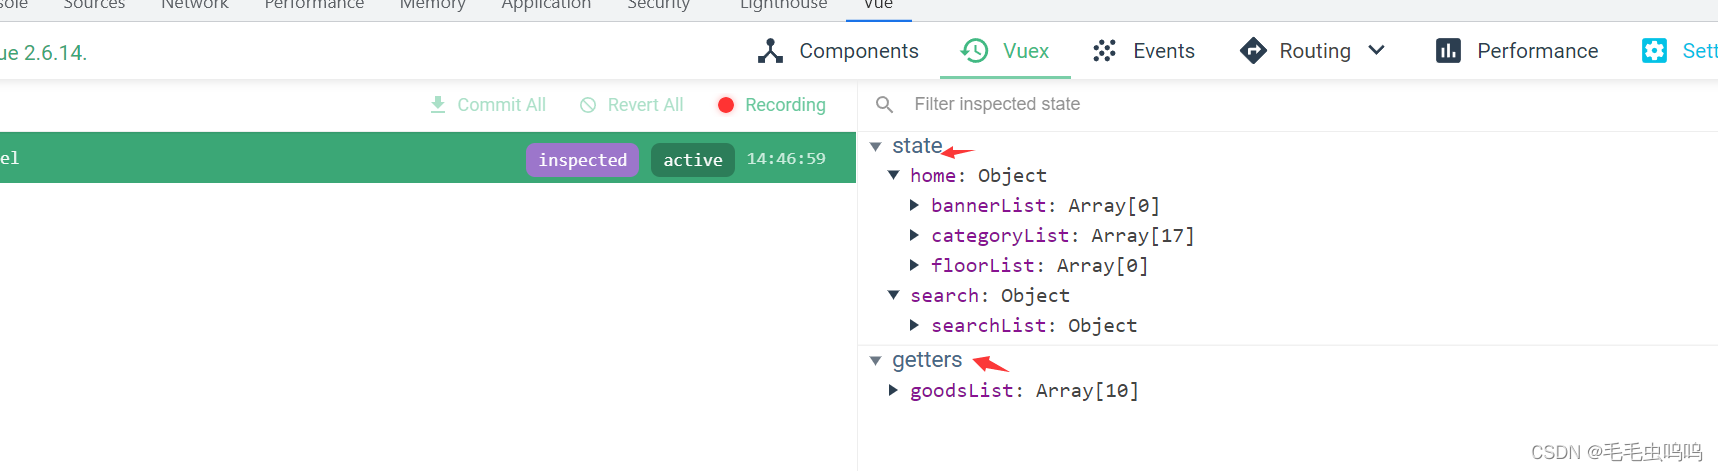 Sources Network Performance Memory Application Security Lighthouse Vue
ue 2.6.14.
Components Vuex Events Routing Performance Sett
Commit All Revert All Recording
Filter inspected state
el inspected active 14:46:59
state
home: Object
bannerList: Array[0]
categoryList: Array[17]
floorList: Array[0]
search: Object
searchList: Object
getters
goodsList: Array[10]
CSDN @毛毛虫呜呜